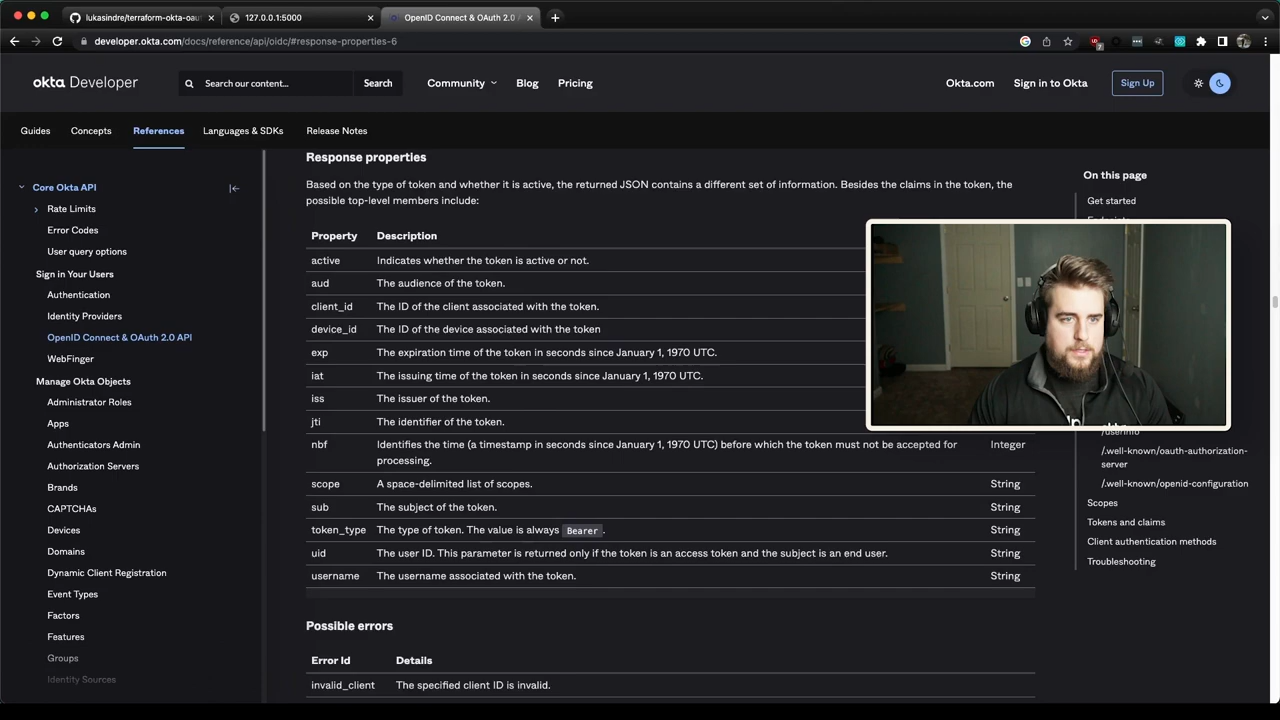 lukasindre/terraform-okta-oau
127.0.0.1:5000
OpenID Connect & OAuth 2.0
developer.okta.com/docs/reference/api/oidc/#response-properties-6
okta Developer
Search our content...
Search
Community
Blog
Pricing
Okta.com
Sign in to Okta
Sign Up
Guides
Concepts
References
Languages & SDKs
Release Notes
Core Okta API
Rate Limits
Error Codes
User query options
Sign in Your Users
Authentication
Identity Providers
OpenID Connect & OAuth 2.0 API
WebFinger
Manage Okta Objects
Administrator Roles
Apps
Authenticators Admin
Authorization Servers
Brands
CAPTCHAs
Devices
Domains
Dynamic Client Registration
Event Types
Factors
Features
Groups
Identity Sources
Response properties
Based on the type of token and whether it is active, the returned JSON contains a different set of information. Besides the claims in the token, the
possible top-level members include:
Property Description
active Indicates whether the token is active or not.
aud The audience of the token.
client_id The ID of the client associated with the token.
device_id The ID of the device associated with the token
exp The expiration time of the token in seconds since January 1, 1970 UTC.
iat The issuing time of the token in seconds since January 1, 1970 UTC.
iss The issuer of the token.
jti The identifier of the token.
nbf Identifies the time (a timestamp in seconds since January 1, 1970 UTC) before which the token must not be accepted for Integer
processing.
scope A space-delimited list of scopes. String
sub The subject of the token. String
token_type The type of token. The value is always Bearer. String
uid The user ID. This parameter is returned only if the token is an access token and the subject is an end user. String
username The username associated with the token. String
Possible errors
Error Id Details
invalid_client The specified client ID is invalid.
On this page
Get started
Endpoints
/userinfo
/.well-known/oauth-authorization-
server
/.well-known/openid-configuration
Scopes
Tokens and claims
Client authentication methods
Troubleshooting